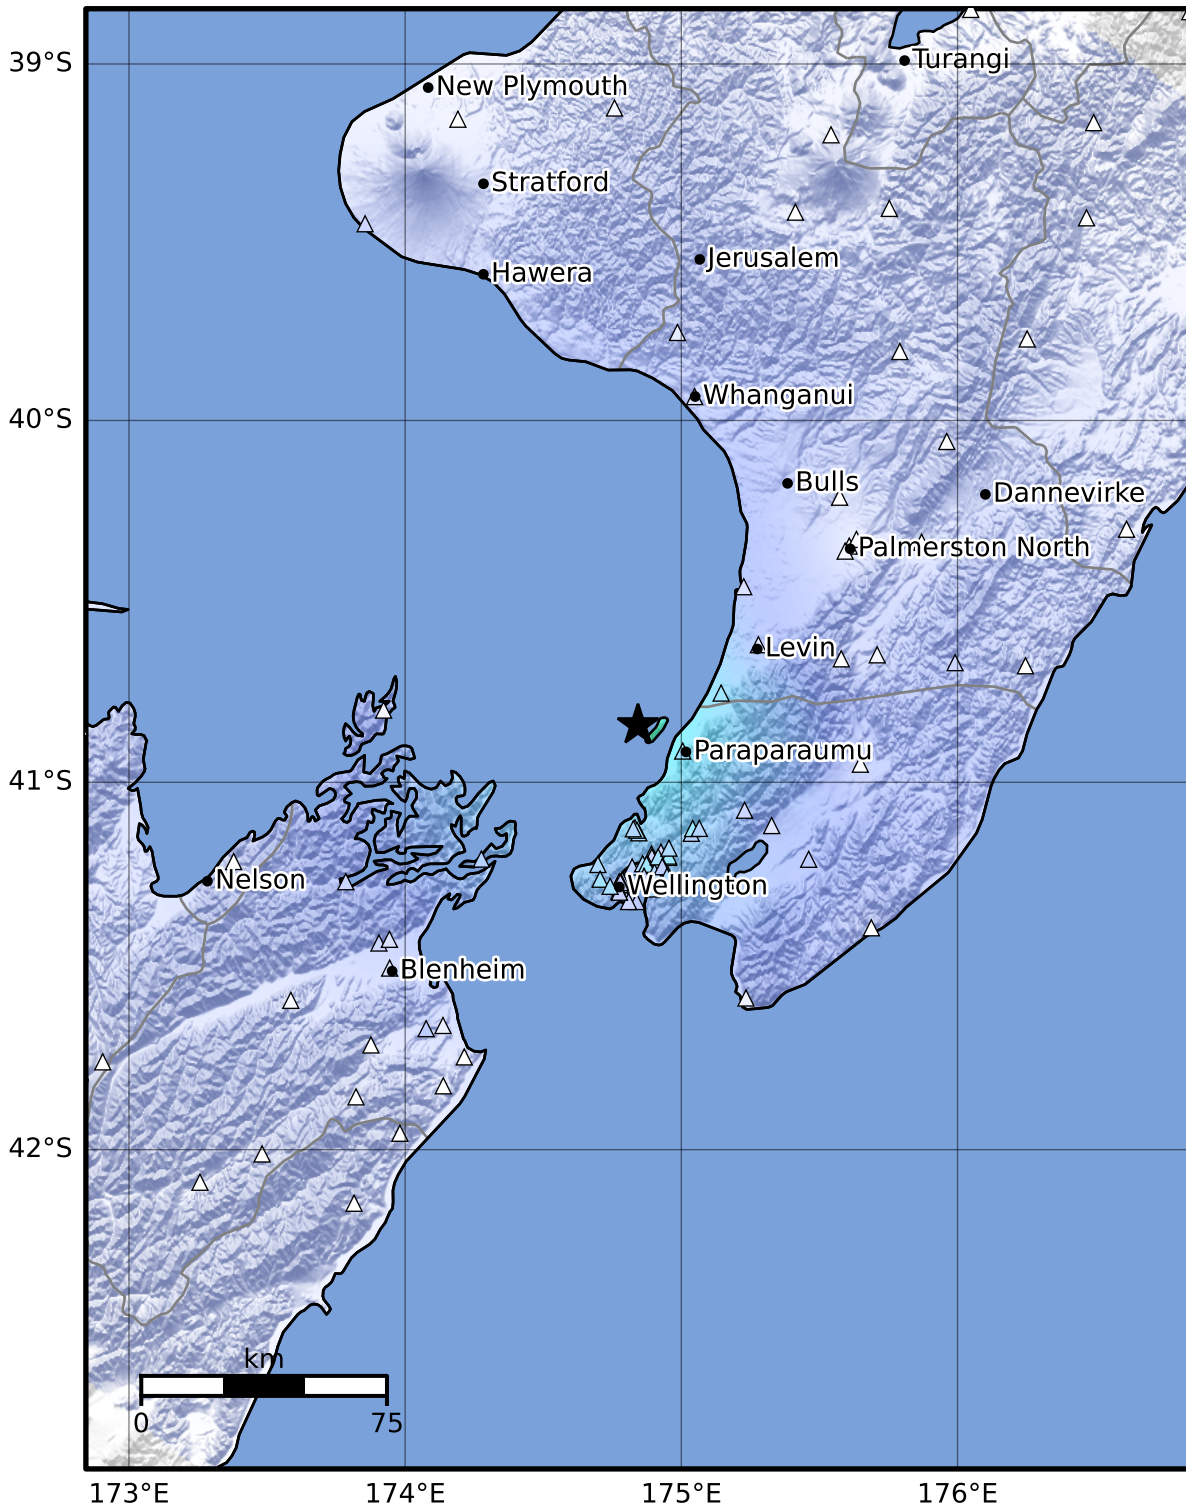 39°S
Turangi
New Plymouth
Stratford
Jerusalem
Hawera
Whanganui
40°S
Bulls
Dannevirke
Palmerston North
Levin
Paraparaumu
41°S
Nelson
Wellington
Blenheim
42°S
km
0
75
173°E
174°E
175°E
176°E